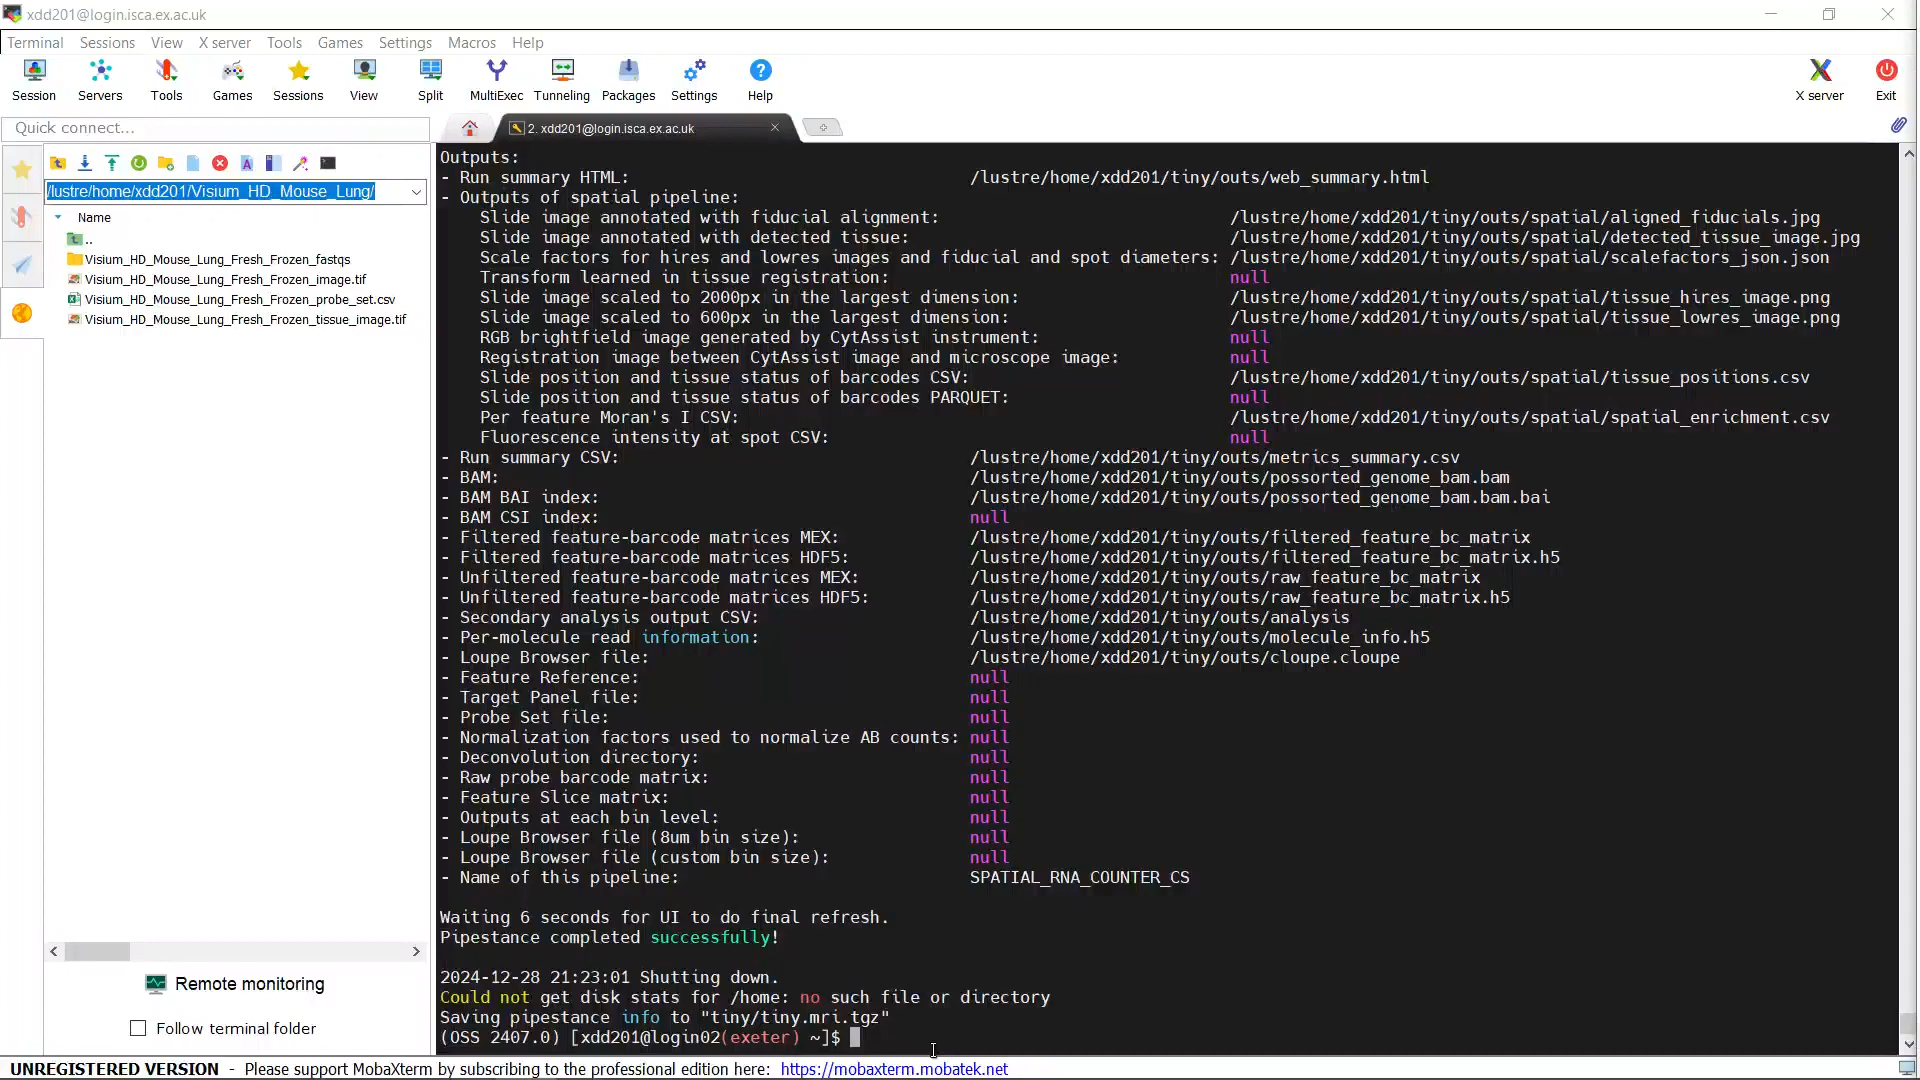 xdd201@login.isca.ex.ac.uk
Terminal Sessions View X server Tools Games Settings Macros Help
Session Servers Tools Games Sessions View Split MultiExec Tunneling Packages Settings Help X server Exit
Quick connect...
2. xdd201@login.isca.ex.ac.uk
/lustre/home/xdd201/Visium_HD_Mouse_Lung/
Name
..
Visium_HD_Mouse_Lung_Fresh_Frozen_fastqs
Visium_HD_Mouse_Lung_Fresh_Frozen_image.tif
Visium_HD_Mouse_Lung_Fresh_Frozen_probe_set.csv
Visium_HD_Mouse_Lung_Fresh_Frozen_tissue_image.tif
Remote monitoring
Follow terminal folder
Outputs:
- Run summary HTML: /lustre/home/xdd201/tiny/outs/web_summary.html
- Outputs of spatial pipeline:
Slide image annotated with fiducial alignment: /lustre/home/xdd201/tiny/outs/spatial/aligned_fiducials.jpg
Slide image annotated with detected tissue: /lustre/home/xdd201/tiny/outs/spatial/detected_tissue_image.jpg
Scale factors for hires and lowres images and fiducial and spot diameters: /lustre/home/xdd201/tiny/outs/spatial/scalefactors_json.json
Transform learned in tissue registration: null
Slide image scaled to 2000px in the largest dimension: /lustre/home/xdd201/tiny/outs/spatial/tissue_hires_image.png
Slide image scaled to 600px in the largest dimension: /lustre/home/xdd201/tiny/outs/spatial/tissue_lowres_image.png
RGB brightfield image generated by CytAssist instrument: null
Registration image between CytAssist image and microscope image: null
Slide position and tissue status of barcodes CSV: /lustre/home/xdd201/tiny/outs/spatial/tissue_positions.csv
Slide position and tissue status of barcodes PARQUET: null
Per feature Moran's I CSV: /lustre/home/xdd201/tiny/outs/spatial/spatial_enrichment.csv
Fluorescence intensity at spot CSV: null
- Run summary CSV: /lustre/home/xdd201/tiny/outs/metrics_summary.csv
- BAM: /lustre/home/xdd201/tiny/outs/possorted_genome_bam.bam
- BAM BAI index: /lustre/home/xdd201/tiny/outs/possorted_genome_bam.bam.bai
- BAM CSI index: null
- Filtered feature-barcode matrices MEX: /lustre/home/xdd201/tiny/outs/filtered_feature_bc_matrix
- Filtered feature-barcode matrices HDF5: /lustre/home/xdd201/tiny/outs/filtered_feature_bc_matrix.h5
- Unfiltered feature-barcode matrices MEX: /lustre/home/xdd201/tiny/outs/raw_feature_bc_matrix
- Unfiltered feature-barcode matrices HDF5: /lustre/home/xdd201/tiny/outs/raw_feature_bc_matrix.h5
- Secondary analysis output CSV: /lustre/home/xdd201/tiny/outs/analysis
- Per-molecule read information: /lustre/home/xdd201/tiny/outs/molecule_info.h5
- Loupe Browser file: /lustre/home/xdd201/tiny/outs/cloupe.cloupe
- Feature Reference: null
- Target Panel file: null
- Probe Set file: null
- Normalization factors used to normalize AB counts: null
- Deconvolution directory: null
- Raw probe barcode matrix: null
- Feature Slice matrix: null
- Outputs at each bin level: null
- Loupe Browser file (8um bin size): null
- Loupe Browser file (custom bin size): null
- Name of this pipeline: SPATIAL_RNA_COUNTER_CS
Waiting 6 seconds for UI to do final refresh.
Pipestance completed successfully!
2024-12-28 21:23:01 Shutting down.
Could not get disk stats for /home: no such file or directory
Saving pipestance info to "tiny/tiny.mri.tgz"
(OSS 2407.0) [xdd201@login02(exeter) ~]$
UNREGISTERED VERSION - Please support MobaXterm by subscribing to the professional edition here: https://mobaxterm.mobatek.net